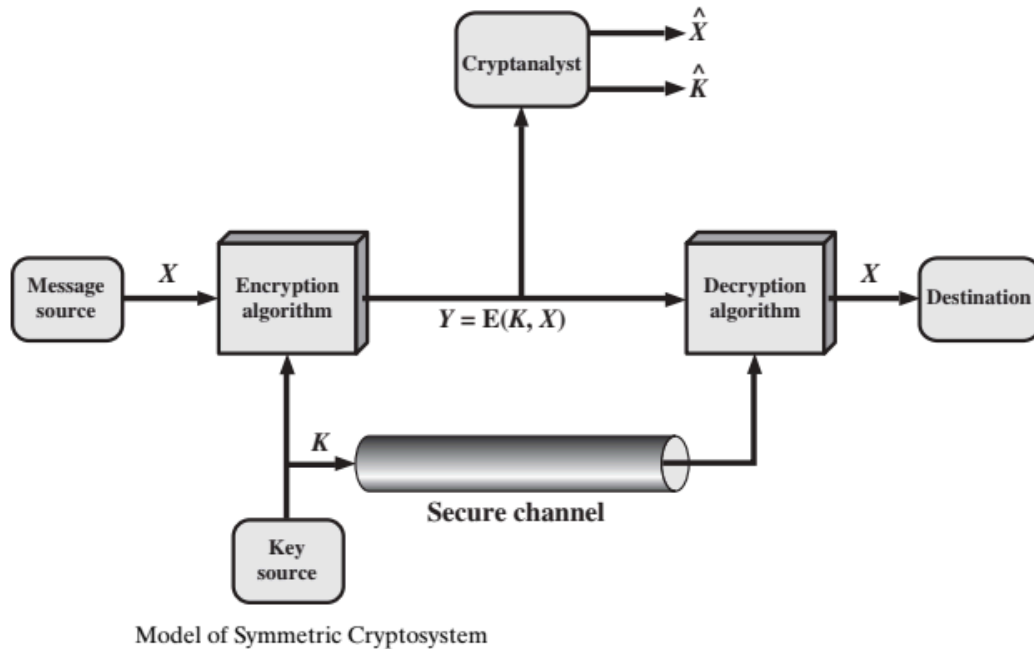 X̂
Cryptanalyst
K̂
Message
source
X
Encryption
algorithm
Y = E(K, X)
Decryption
algorithm
X
Destination
K
Secure channel
Key
source
Model of Symmetric Cryptosystem